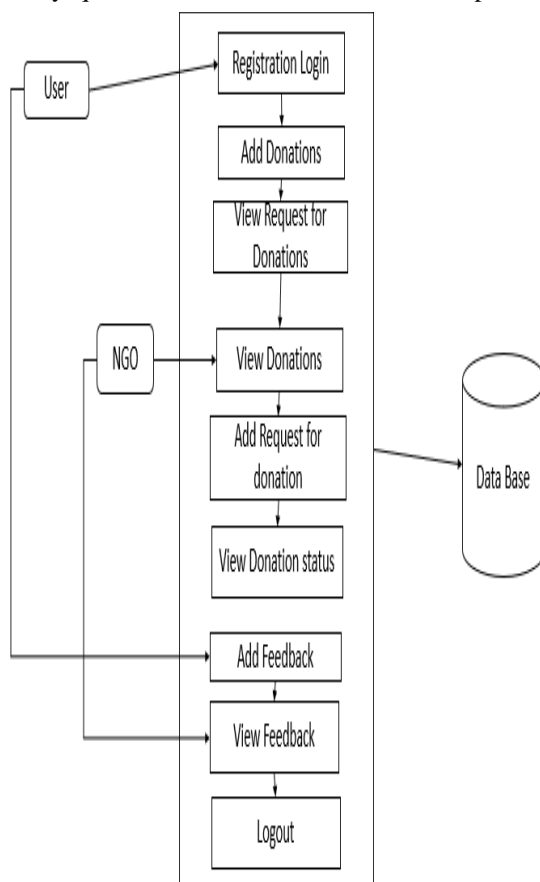 User
Registration Login
Add Donations
View Request for
Donations
NGO
View Donations
Add Request for
donation
Data Base
View Donation status
Add Feedback
View Feedback
Logout